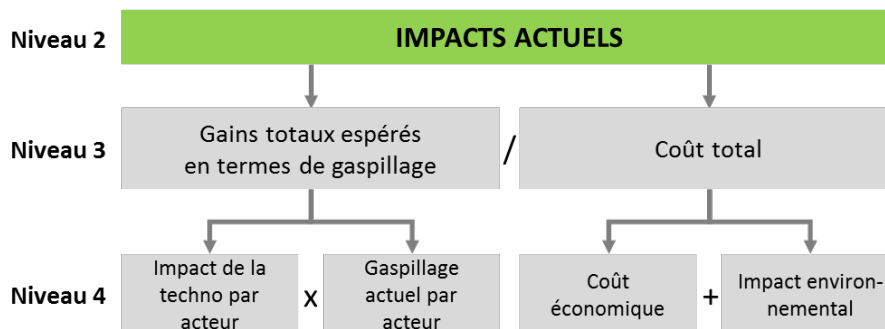 Niveau 2
IMPACTS ACTUELS
Niveau 3
Gains totaux espérés
en termes de gaspillage
/
Coût total
Niveau 4
Impact de la
techno par
acteur
x
Gaspillage
actuel par
acteur
Coût
économique
+
Impact environ-
nemental